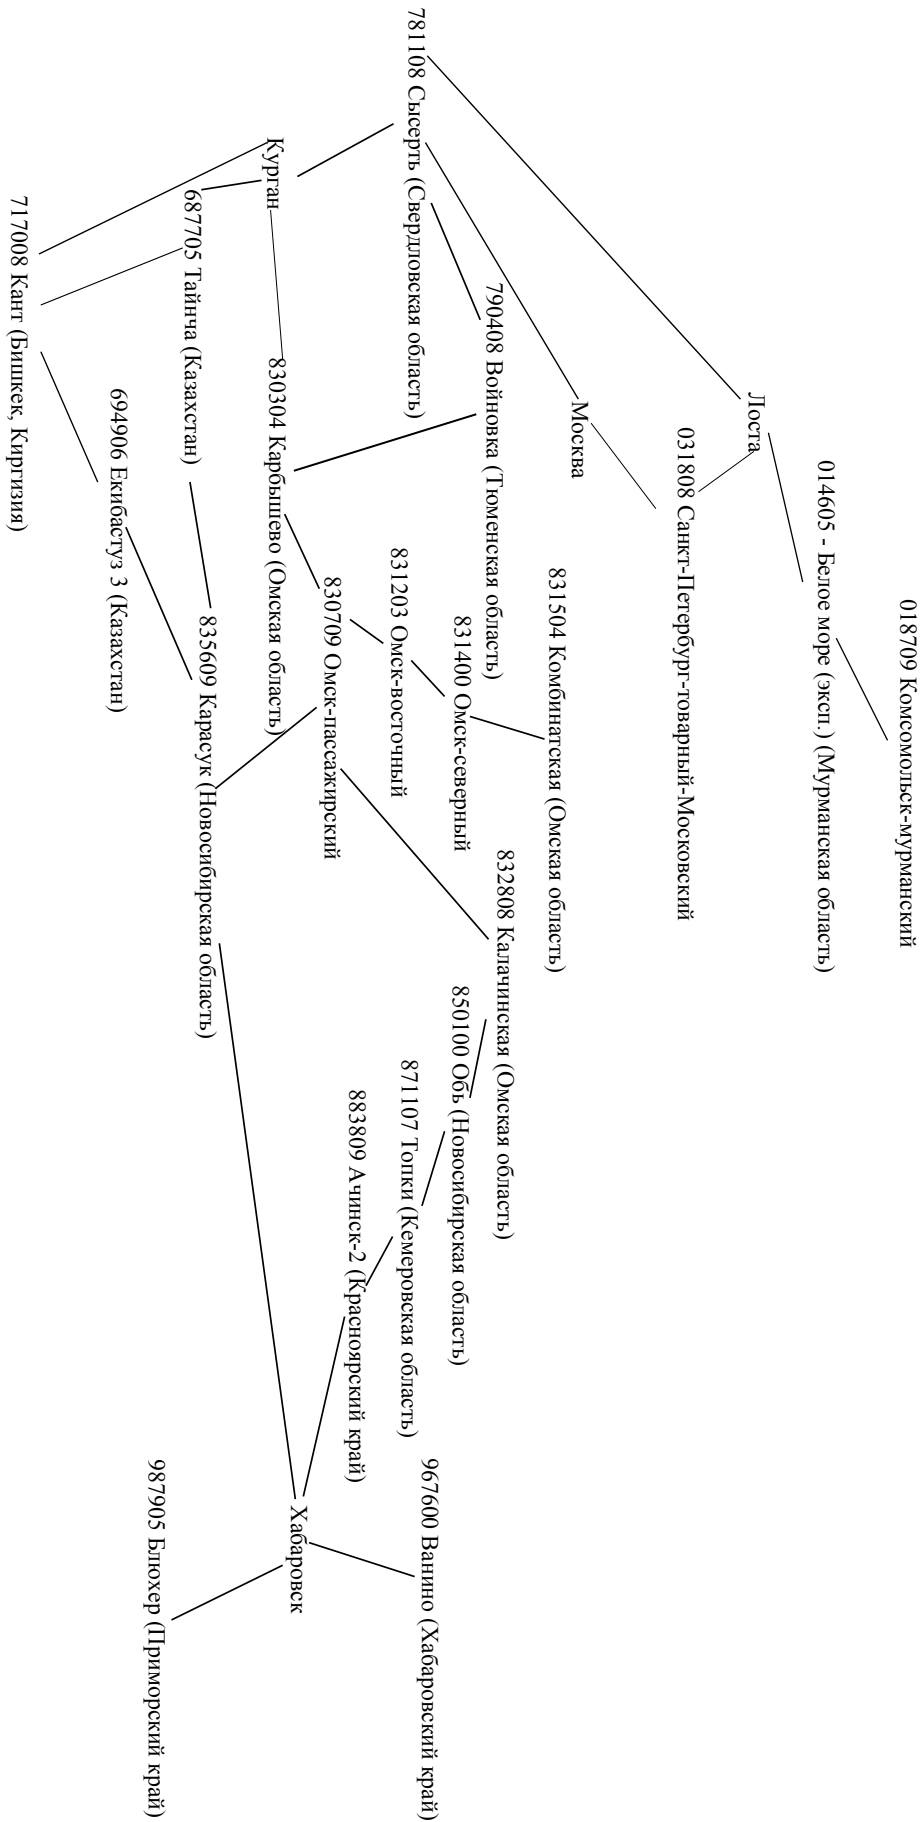 018709 Комсомольск-мурманский
014605 - Белое море (эксп.) (Мурманская область)
Лоста
031808 Санкт-Петербург-товарный-Московский
Москва
831504 Комбинатская (Омская область)
790408 Войновка (Тюменская область)
832808 Калачинская (Омская область)
831400 Омск-северный
850100 Обь (Новосибирская область)
967600 Ванино (Хабаровский край)
781108 Сысерть (Свердловская область)
871107 Топки (Кемеровская область)
831203 Омск-восточный
883809 Ачинск-2 (Красноярский край)
830709 Омск-пассажирский
Хабаровск
Курган
830304 Карбышево (Омская область)
835609 Карасук (Новосибирская область)
687705 Тайнча (Казахстан)
987905 Блюхер (Приморский край)
694906 Екибастуз 3 (Казахстан)
717008 Кант (Бишкек, Киргизия)